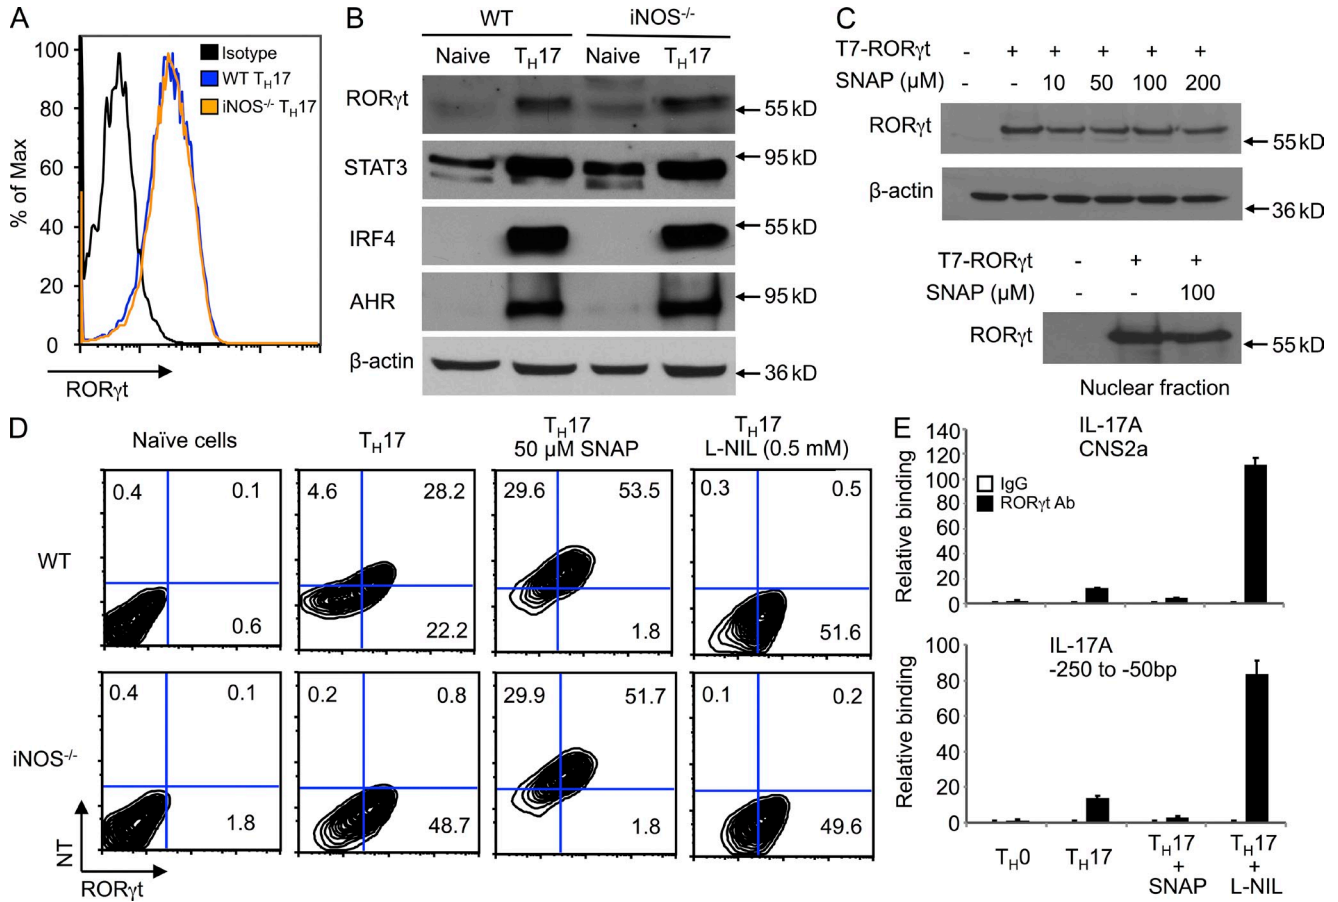 A
% of Max
100
80
60
40
20
0
Isotype
WT TH17
iNOS-/- TH17
RORγt
B
WT iNOS-/-
Naive TH17 Naive TH17
RORγt 55 kD
STAT3 95 kD
IRF4 55 kD
AHR 95 kD
β-actin 36 kD
C
T7-RORγt - + + + + +
SNAP (µM) - - 10 50 100 200
RORγt 55 kD
β-actin 36 kD
T7-RORγt - + +
SNAP (µM) - - 100
RORγt 55 kD
Nuclear fraction
D
Naïve cells
TH17
TH17
50 µM SNAP
TH17
L-NIL (0.5 mM)
WT
0.4 0.1
0.6
4.6 28.2
22.2
29.6 53.5
1.8
0.3 0.5
51.6
iNOS-/-
0.4 0.1
1.8
0.2 0.8
48.7
29.9 51.7
1.8
0.1 0.2
49.6
NT
RORγt
E
IL-17A
CNS2a
IgG
RORγt Ab
Relative binding
140
120
100
80
60
40
20
0
IL-17A
-250 to -50bp
Relative binding
100
80
60
40
20
0
TH0
TH17
TH17
+
SNAP
TH17
+
L-NIL